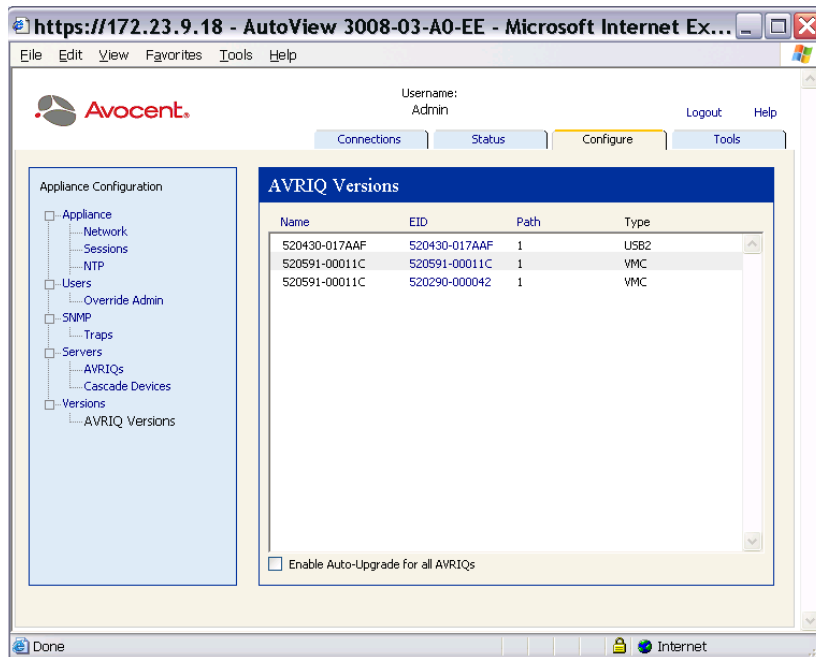 https://172.23.9.18 - AutoView 3008-03-A0-EE - Microsoft Internet Ex...
File Edit View Favorites Tools Help
Avocent.
Username:
Admin
Logout Help
Connections Status Configure Tools
Appliance Configuration
Appliance
Network
Sessions
NTP
Users
Override Admin
SNMP
Traps
Servers
AVRIQs
Cascade Devices
Versions
AVRIQ Versions
AVRIQ Versions
Name EID Path Type
520430-017AAF 520430-017AAF 1 USB2
520591-00011C 520591-00011C 1 VMC
520591-00011C 520290-000042 1 VMC
Enable Auto-Upgrade for all AVRIQs
Done
Internet